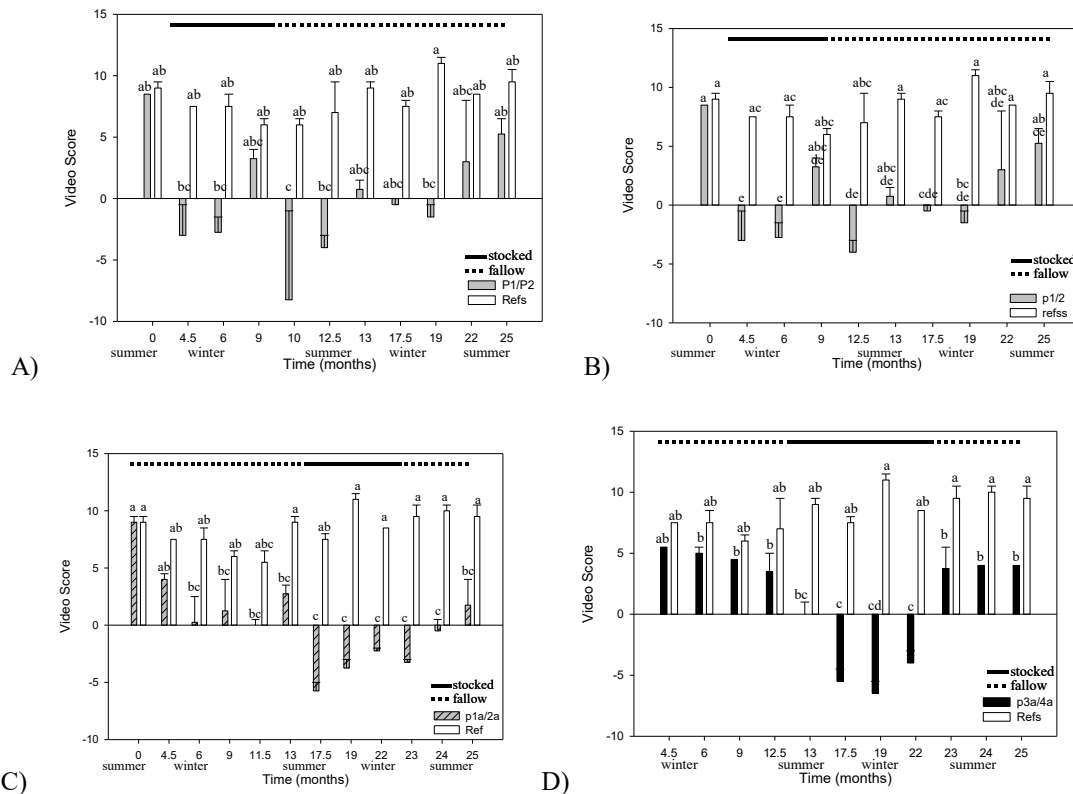 15
10
5
0
-5
-10
Video Score
ab ab bc ab bc ab abc ab c ab bc ab abc ab abc ab bc a abc ab ab ab
stocked
fallow
P1/P2
Refs
0 4.5 6 9 10 12.5 13 17.5 19 22 25
summer winter summer winter summer
Time (months)
A)
15
10
5
0
-5
-10
Video Score
a a e ac e ac abc de abc de abc abc de a cde ac bc de a abc de a ab ce a
stocked
fallow
p1/2
refss
0 4.5 6 9 12.5 13 17.5 19 22 25
summer winter summer winter summer
Time (months)
B)
15
10
5
0
-5
-10
Video Score
a a ab ab bc ab bc ab bc abc bc a c ab c a c a c a c a bc a
stocked
fallow
p1a/2a
Ref
0 4.5 6 9 11.5 13 17.5 19 22 23 24 25
summer winter summer winter summer
Time (months)
C)
15
10
5
0
-5
-10
Video Score
ab ab b ab b ab b ab bc ab c ab cd a c ab b a b a b a
stocked
fallow
p3a/4a
Refs
4.5 6 9 12.5 13 17.5 19 22 23 24 25
winter summer winter summer
Time (months)
D)